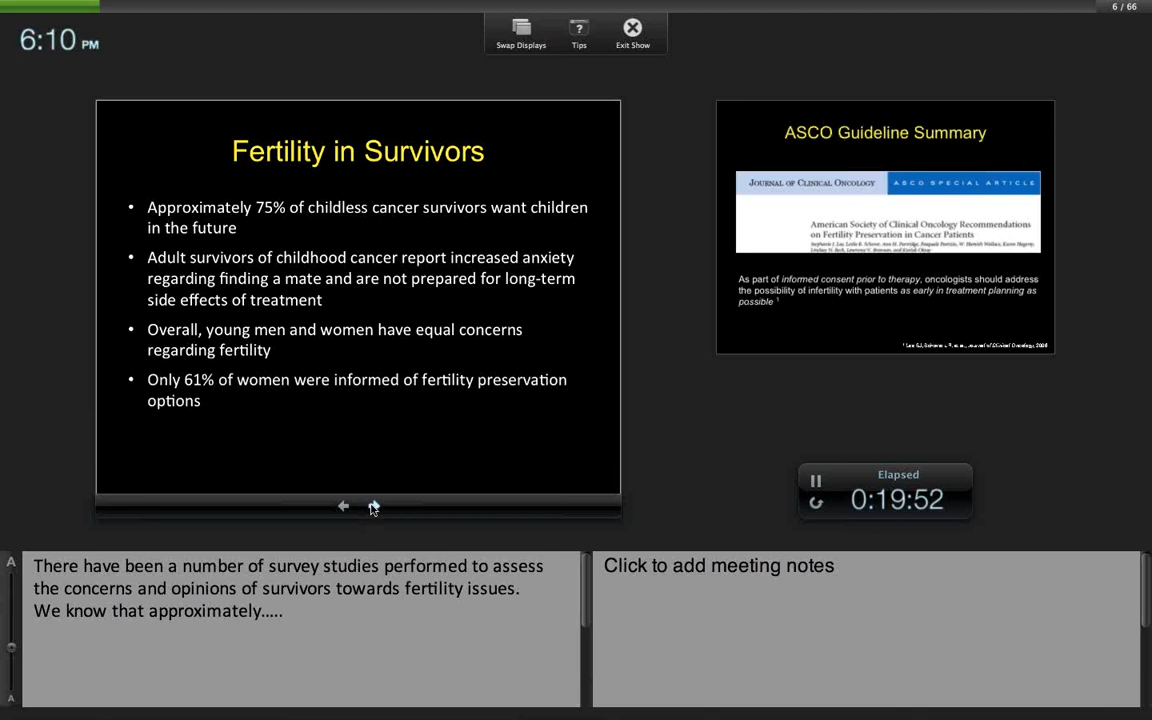 6 / 66
6:10 PM
Swap Displays
Tips
Exit Show
Fertility in Survivors
• Approximately 75% of childless cancer survivors want children
in the future
• Adult survivors of childhood cancer report increased anxiety
regarding finding a mate and are not prepared for long-term
side effects of treatment
• Overall, young men and women have equal concerns
regarding fertility
• Only 61% of women were informed of fertility preservation
options
ASCO Guideline Summary
JOURNAL OF CLINICAL ONCOLOGY
ASCO SPECIAL ARTICLE
American Society of Clinical Oncology Recommendations
on Fertility Preservation in Cancer Patients
As part of informed consent prior to therapy, oncologists should address
the possibility of infertility with patients as early in treatment planning as
possible 1
Journal of Clinical Oncology,
Elapsed
0:19:52
A
A
There have been a number of survey studies performed to assess
the concerns and opinions of survivors towards fertility issues.
We know that approximately…..
Click to add meeting notes